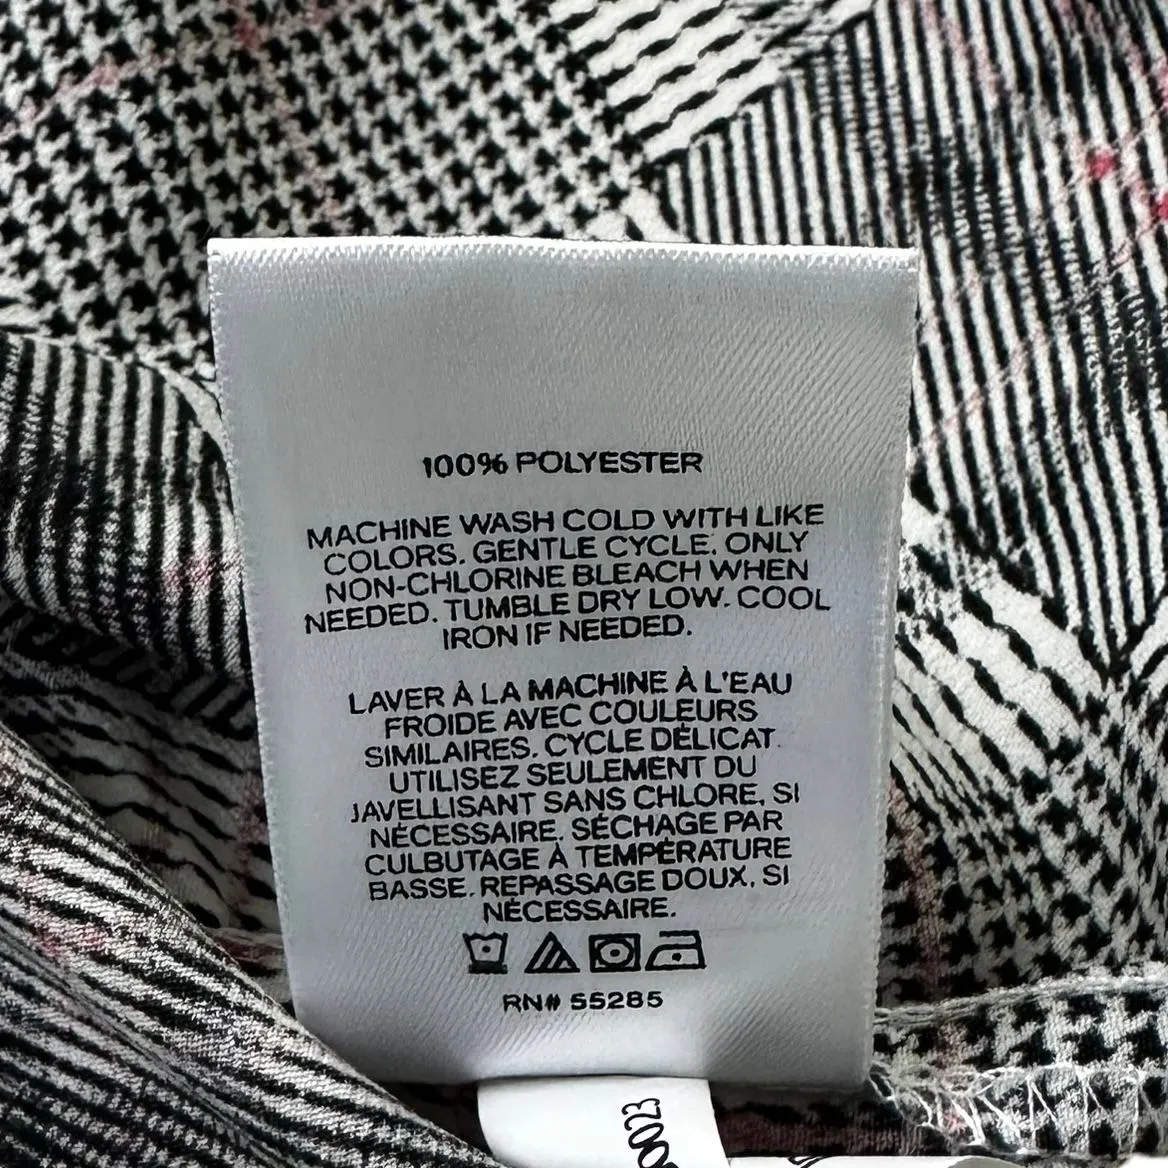 100% POLYESTER
MACHINE WASH COLD WITH LIKE
COLORS. GENTLE CYCLE. ONLY
NON-CHLORINE BLEACH WHEN
NEEDED. TUMBLE DRY LOW. COOL
IRON IF NEEDED.
LAVER À LA MACHINE À L'EAU
FROIDE AVEC COULEURS
SIMILAIRES. CYCLE DÉLICAT.
UTILISEZ SEULEMENT DU
JAVELLISANT SANS CHLORE, SI
NÉCESSAIRE. SÉCHAGE PAR
CULBUTAGE À TEMPÉRATURE
BASSE. REPASSAGE DOUX, SI
NÉCESSAIRE.
RN# 55285